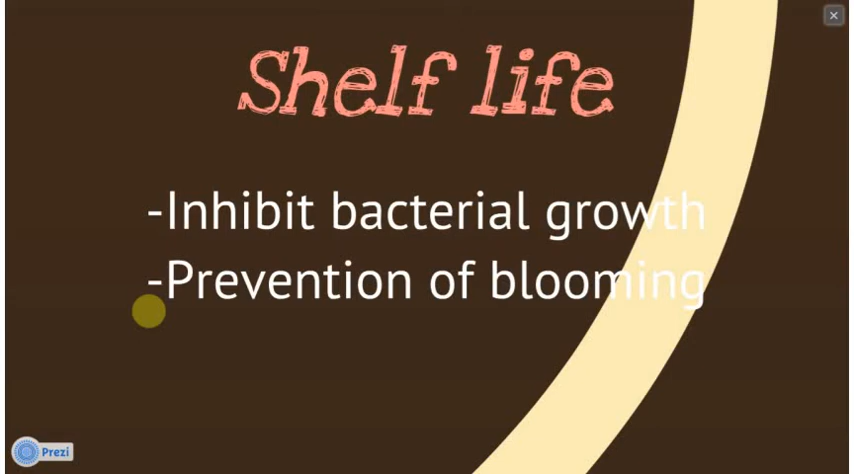 Shelf life
-Inhibit bacterial growth
-Prevention of blooming
Prezi